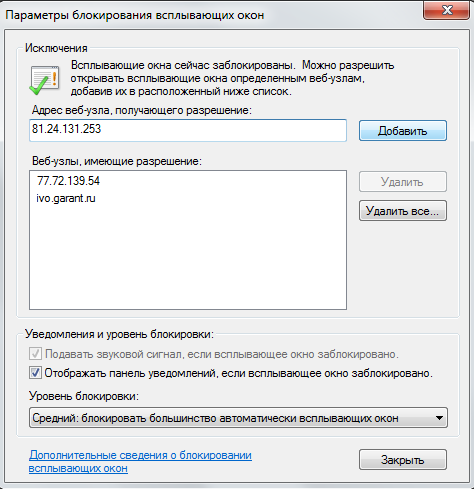 Параметры блокирования всплывающих окон
Исключения
Всплывающие окна сейчас заблокированы. Можно разрешить
открывать всплывающие окна определенным веб-узлам,
добавив их в расположенный ниже список.
Адрес веб-узла, получающего разрешение:
81.24.131.253
Добавить
Веб-узлы, имеющие разрешение:
77.72.139.54
ivo.garant.ru
Удалить
Удалить все...
Уведомления и уровень блокировки:
Подавать звуковой сигнал, если всплывающее окно заблокировано.
Отображать панель уведомлений, если всплывающее окно заблокировано.
Уровень блокировки:
Средний: блокировать большинство автоматически всплывающих окон
Дополнительные сведения о блокировании
всплывающих окон
Закрыть